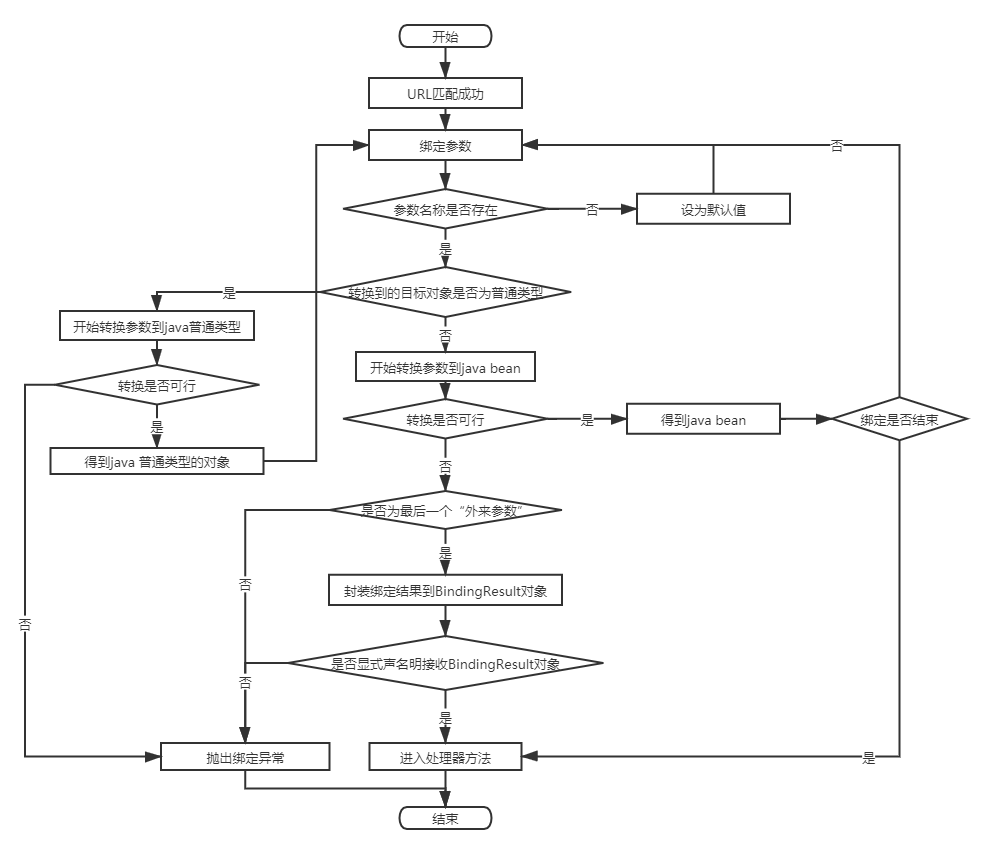 开始
URL匹配成功
绑定参数
否
参数名称是否存在
否
设为默认值
是
转换到的目标对象是否为普通类型
是
开始转换参数到java普通类型
否
开始转换参数到java bean
转换是否可行
转换是否可行
是
得到java bean
绑定是否结束
是
得到java 普通类型的对象
否
是否为最后一个“外来参数”
是
否
封装绑定结果到BindingResult对象
否
是否显式声名明接收BindingResult对象
否
是
抛出绑定异常
进入处理器方法
是
结束